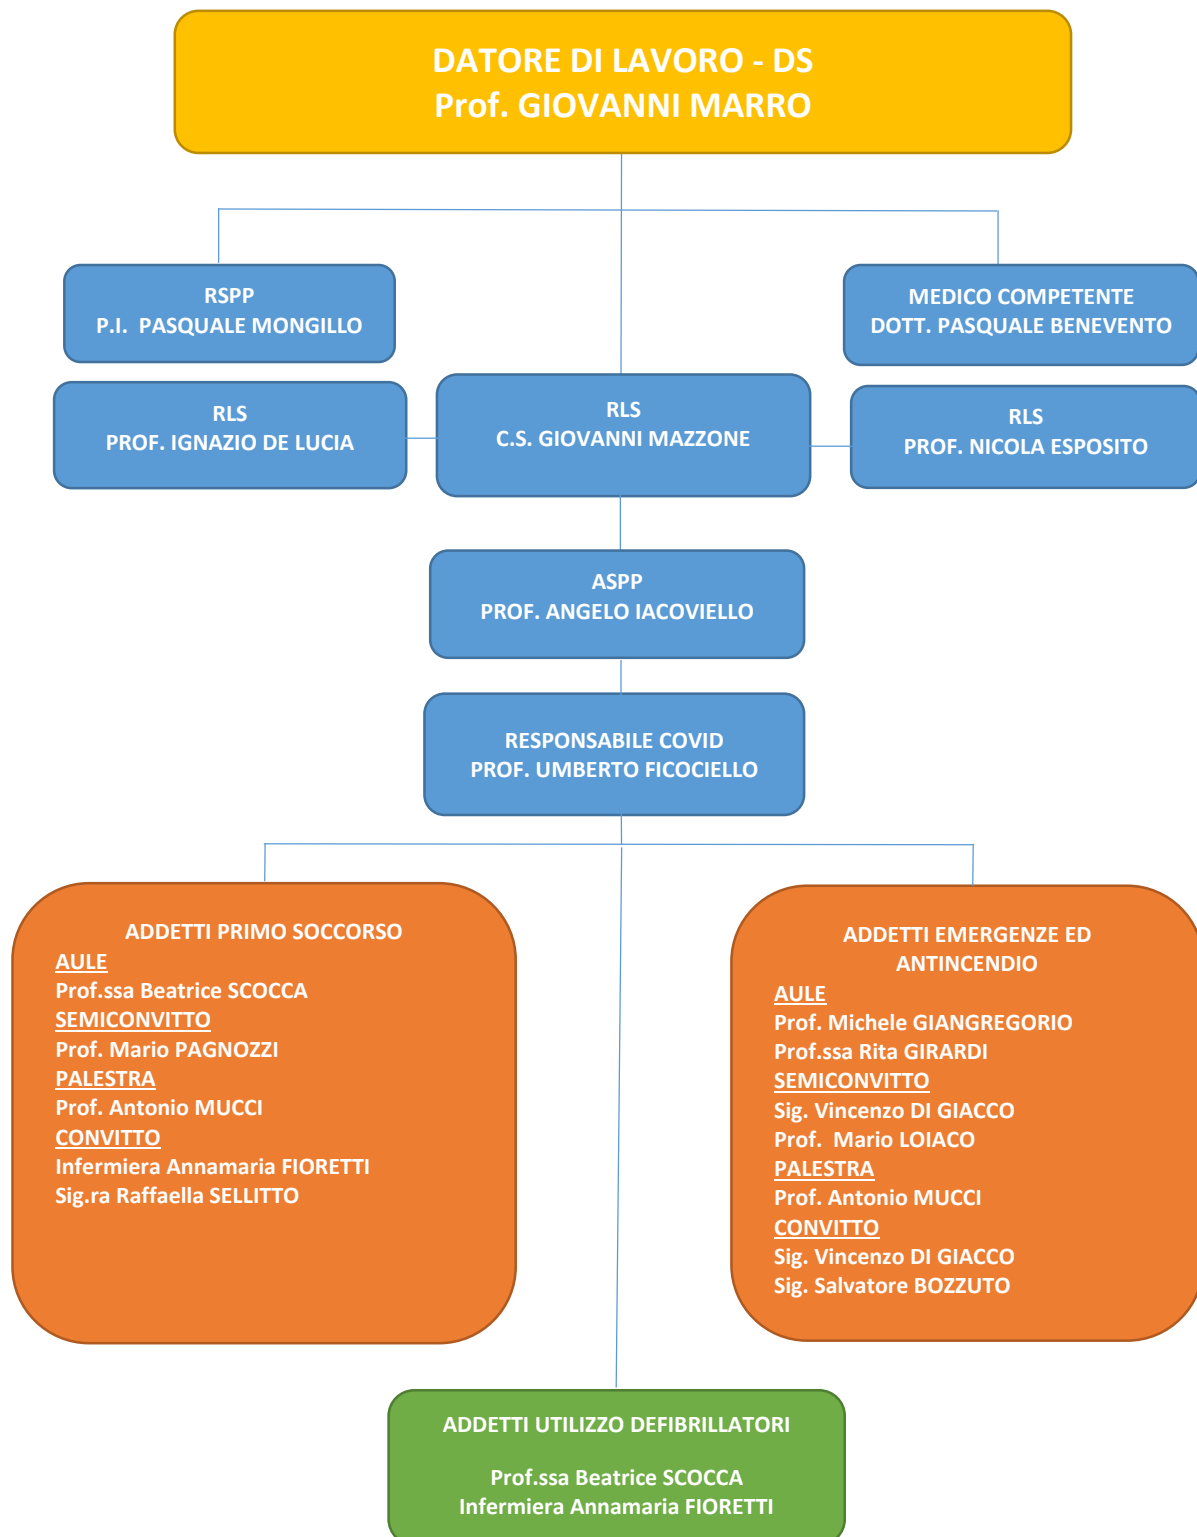 DATORE DI LAVORO - DS
Prof. GIOVANNI MARRO
RSPP
P.I. PASQUALE MONGILLO
MEDICO COMPETENTE
DOTT. PASQUALE BENEVENTO
RLS
PROF. IGNAZIO DE LUCIA
RLS
C.S. GIOVANNI MAZZONE
RLS
PROF. NICOLA ESPOSITO
ASPP
PROF. ANGELO IACOVIELLO
RESPONSABILE COVID
PROF. UMBERTO FICOCIELLO
ADDETTI PRIMO SOCCORSO
AULE
Prof.ssa Beatrice SCOCCA
SEMICONVITTO
Prof. Mario PAGNOZZI
PALESTRA
Prof. Antonio MUCCI
CONVITTO
Infermiera Annamaria FIORETTI
Sig.ra Raffaella SELLITTO
ADDETTI EMERGENZE ED
ANTINCENDIO
AULE
Prof. Michele GIANGREGORIO
Prof.ssa Rita GIRARDI
SEMICONVITTO
Sig. Vincenzo DI GIACCO
Prof. Mario LOIACO
PALESTRA
Prof. Antonio MUCCI
CONVITTO
Sig. Vincenzo DI GIACCO
Sig. Salvatore BOZZUTO
ADDETTI UTILIZZO DEFIBRILLATORI
Prof.ssa Beatrice SCOCCA
Infermiera Annamaria FIORETTI